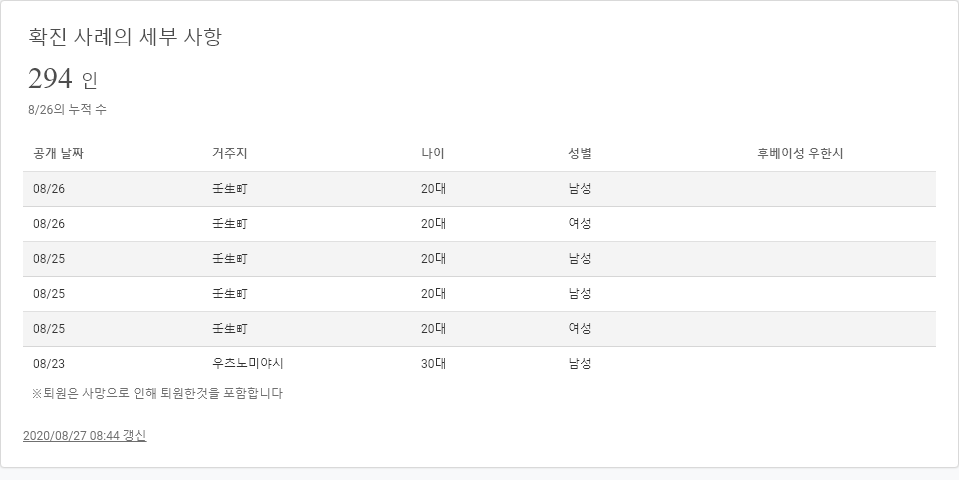 확진 사례의 세부 사항
294 인
8/26의 누적 수
공개 날짜 거주지 나이 성별 후베이성 우한시
08/26 壬生町 20대 남성
08/26 壬生町 20대 여성
08/25 壬生町 20대 남성
08/25 壬生町 20대 남성
08/25 壬生町 20대 여성
08/23 우츠노미야시 30대 남성
※퇴원은 사망으로 인해 퇴원한것을 포함합니다
2020/08/27 08:44 갱신